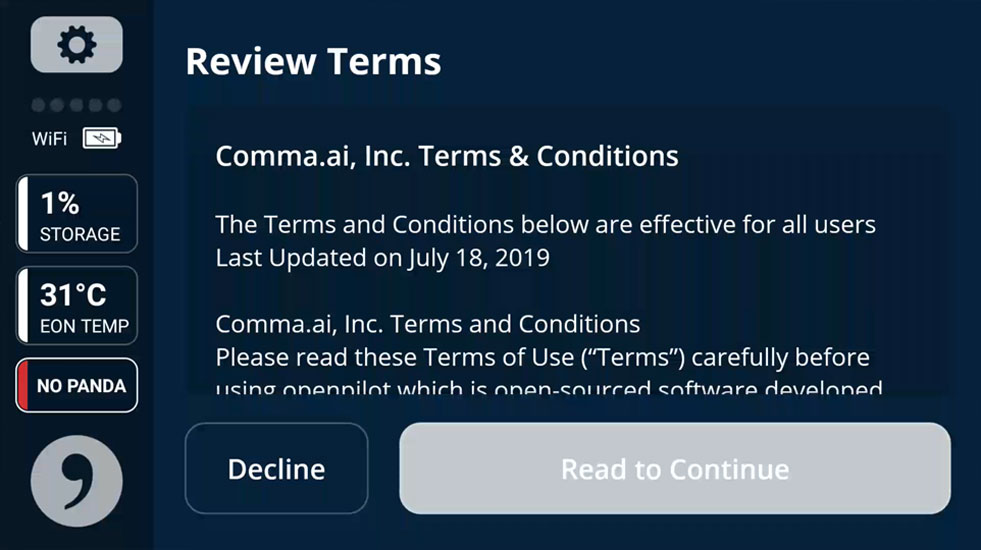 Review Terms
WiFi
1%
STORAGE
31°C
EON TEMP
NO PANDA
Comma.ai, Inc. Terms & Conditions
The Terms and Conditions below are effective for all users
Last Updated on July 18, 2019
Comma.ai, Inc. Terms and Conditions
Please read these Terms of Use (“Terms”) carefully before
using openpilot which is open-sourced software developed
Decline
Read to Continue